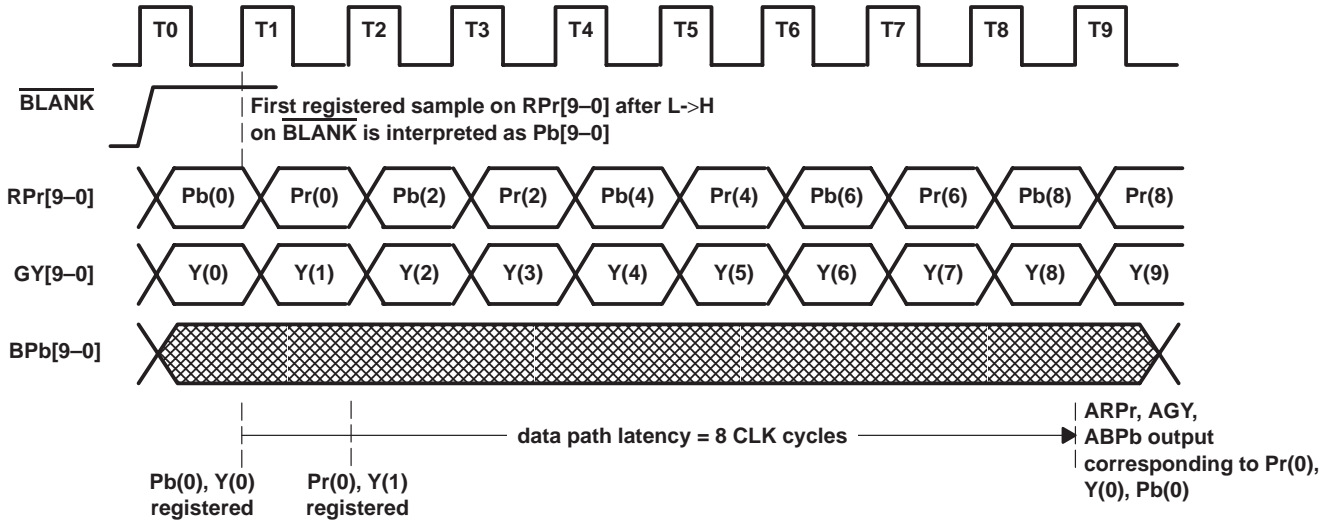 T0 T1 T2 T3 T4 T5 T6 T7 T8 T9
BLANK
First registered sample on RPr[9–0] after L->H
on BLANK is interpreted as Pb[9–0]
RPr[9–0] Pb(0) Pr(0) Pb(2) Pr(2) Pb(4) Pr(4) Pb(6) Pr(6) Pb(8) Pr(8)
GY[9–0] Y(0) Y(1) Y(2) Y(3) Y(4) Y(5) Y(6) Y(7) Y(8) Y(9)
BPb[9–0]
data path latency = 8 CLK cycles
ARPr, AGY,
ABPb output
corresponding to Pr(0),
Y(0), Pb(0)
Pb(0), Y(0)
registered
Pr(0), Y(1)
registered